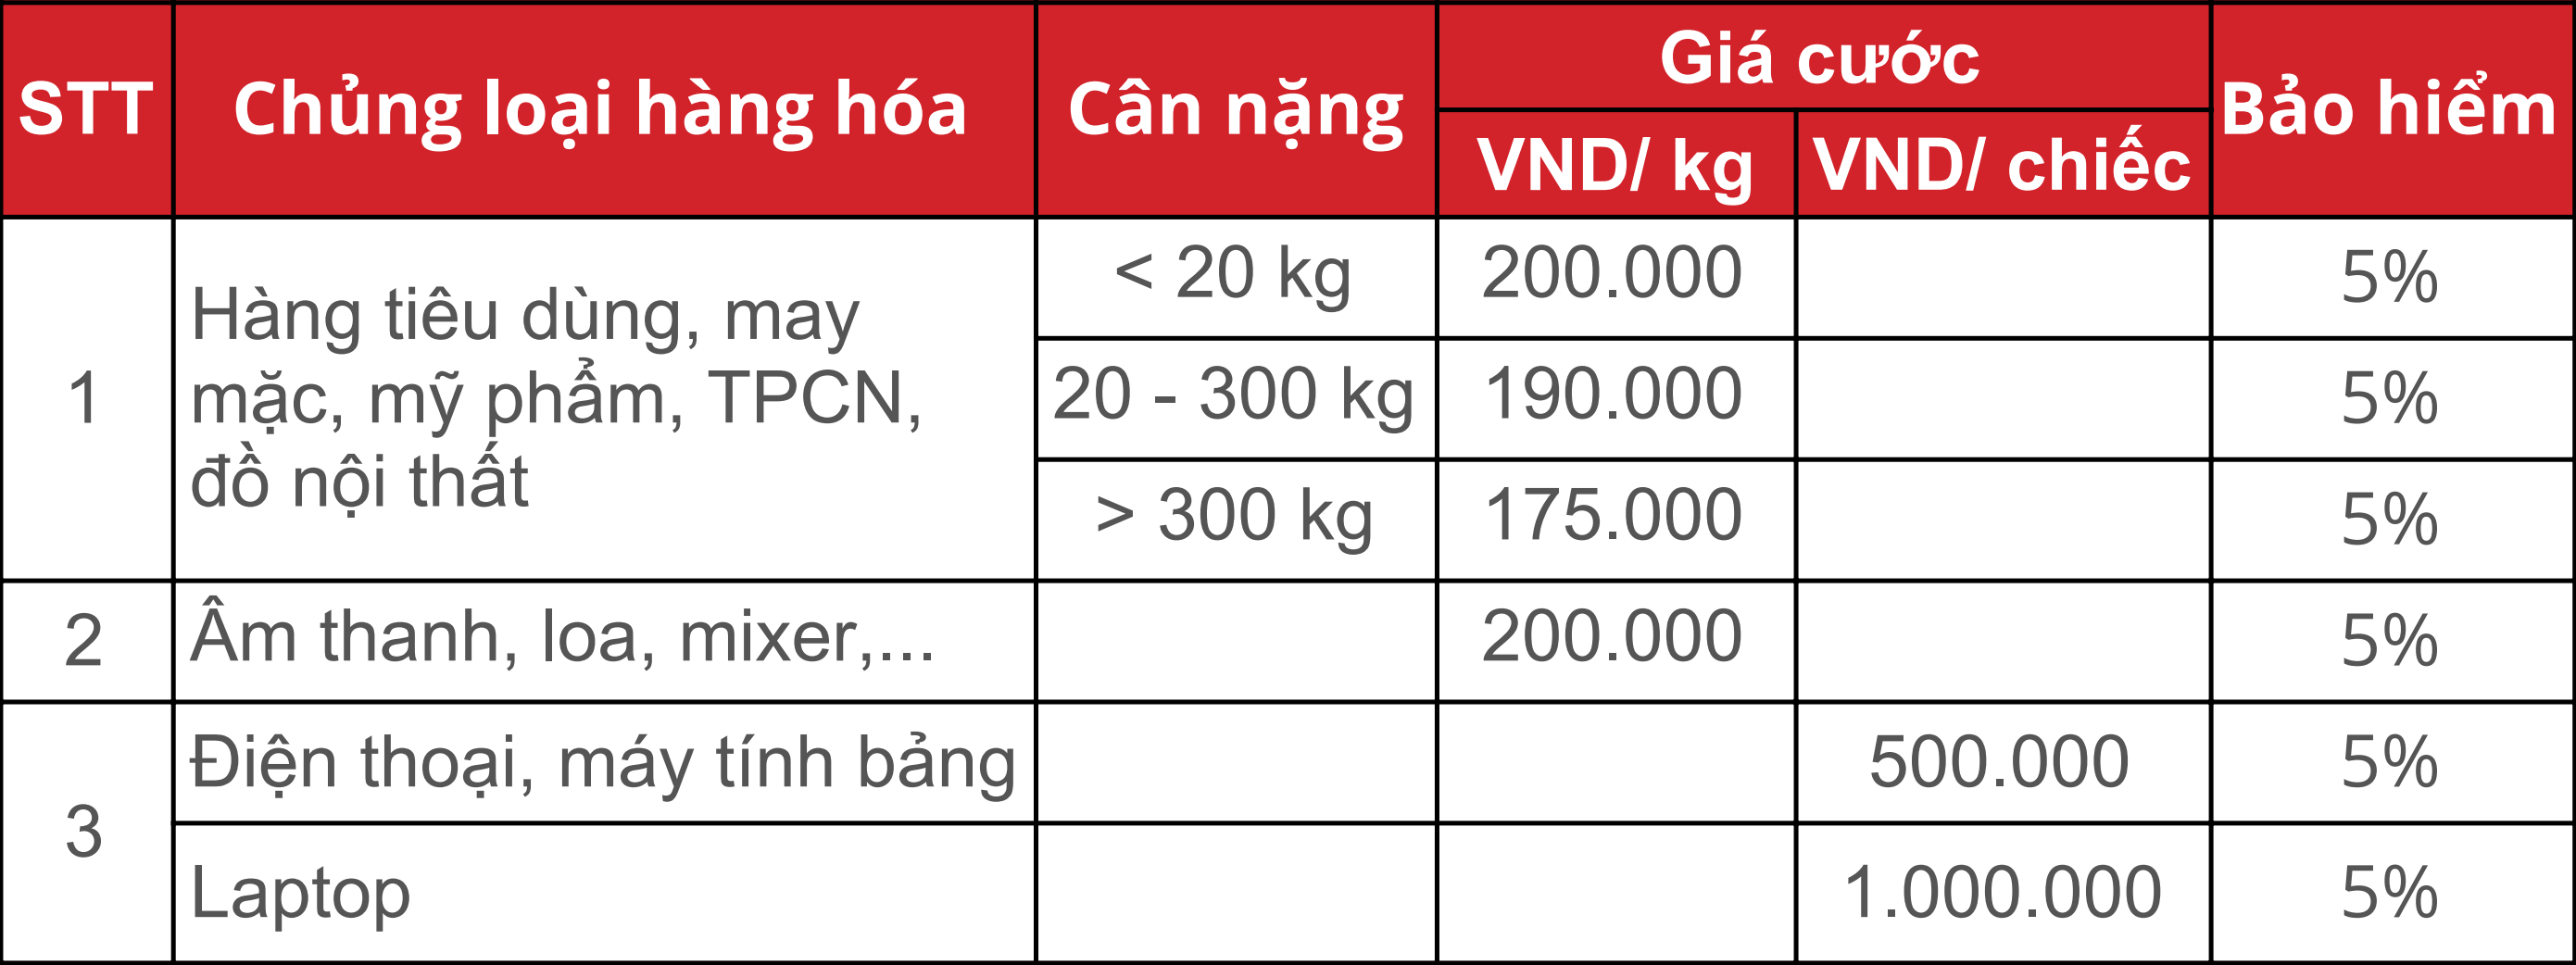 STT
Chủng loại hàng hóa
Cân nặng
Giá cước
VND/ kg
VND/ chiếc
Bảo hiểm
1
Hàng tiêu dùng, may
mặc, mỹ phẩm, TPCN,
đồ nội thất
< 20 kg
200.000
5%
20 - 300 kg
190.000
5%
> 300 kg
175.000
5%
2
Âm thanh, loa, mixer,...
200.000
5%
3
Điện thoại, máy tính bảng
500.000
5%
Laptop
1.000.000
5%